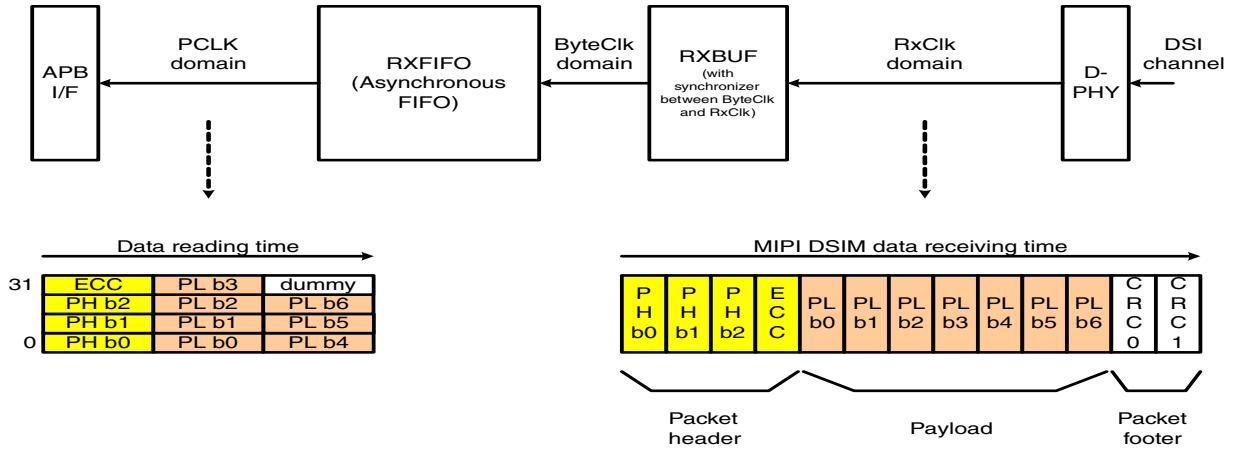 APB
I/F
PCLK
domain
RXFIFO
(Asynchronous
FIFO)
ByteClk
domain
RXBUF
(with
synchronizer
between ByteClk
and RxClk)
RxClk
domain
D-
PHY
DSI
channel
Data reading time
31
ECC
PL b3
dummy
PH b2
PL b2
PL b6
PH b1
PL b1
PL b5
0
PH b0
PL b0
PL b4
MIPI DSIM data receiving time
P
H
b0
P
H
b1
P
H
b2
E
C
C
PL
b0
PL
b1
PL
b2
PL
b3
PL
b4
PL
b5
PL
b6
C
R
C
0
C
R
C
1
Packet
header
Payload
Packet
footer